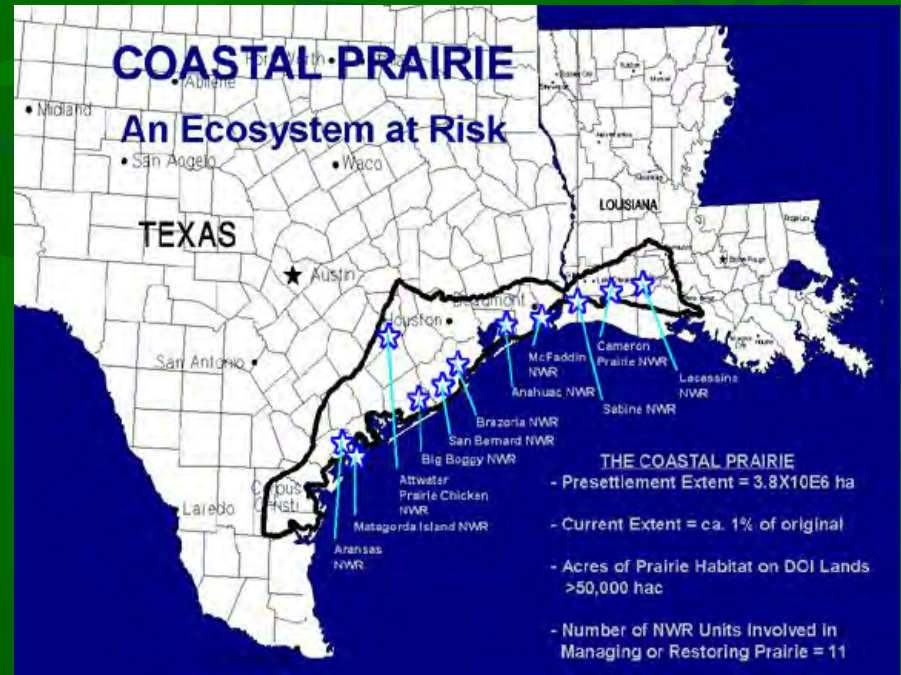 COASTAL PRAIRIE
An Ecosystem at Risk
Abilene
Midland
San Angelo
Waco
TEXAS
LOUISIANA
Austin
Beaumont
Houston
San Antonio
McFaddin
NWR
Cameron
Prairie NWR
Lacassine
NWR
Anahuac NWR
Sabine NWR
Brazoria NWR
San Bernard NWR
Big Boggy NWR
Attwater
Prairie Chicken
NWR
Matagorda Island NWR
Aransas
NWR
Laredo
Corpus
Christi
THE COASTAL PRAIRIE
- Presettlement Extent = 3.8X10E6 ha
- Current Extent = ca. 1% of original
- Acres of Prairie Habitat on DOI Lands
>50,000 hac
- Number of NWR Units Involved in
Managing or Restoring Prairie = 11